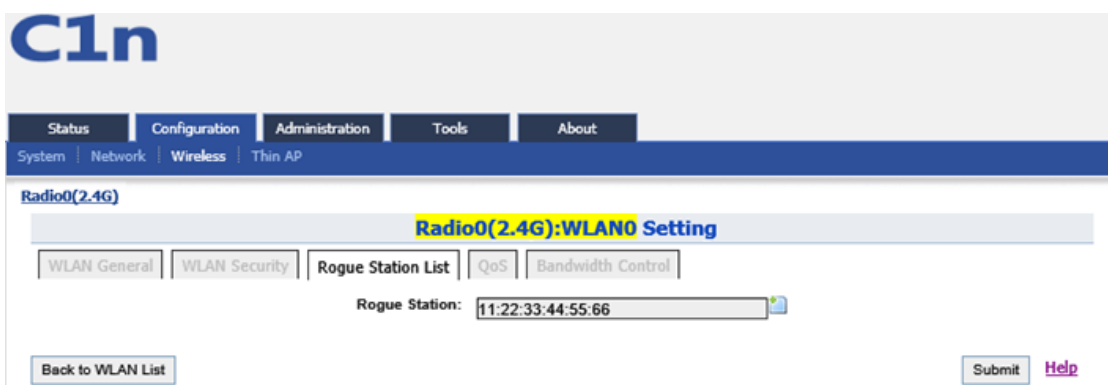 C1n
Status Configuration Administration Tools About
System Network Wireless Thin AP
Radio0(2.4G)
Radio0(2.4G):WLAN0 Setting
WLAN General WLAN Security Rogue Station List QoS Bandwidth Control
Rogue Station: 11:22:33:44:55:66
Back to WLAN List Submit Help